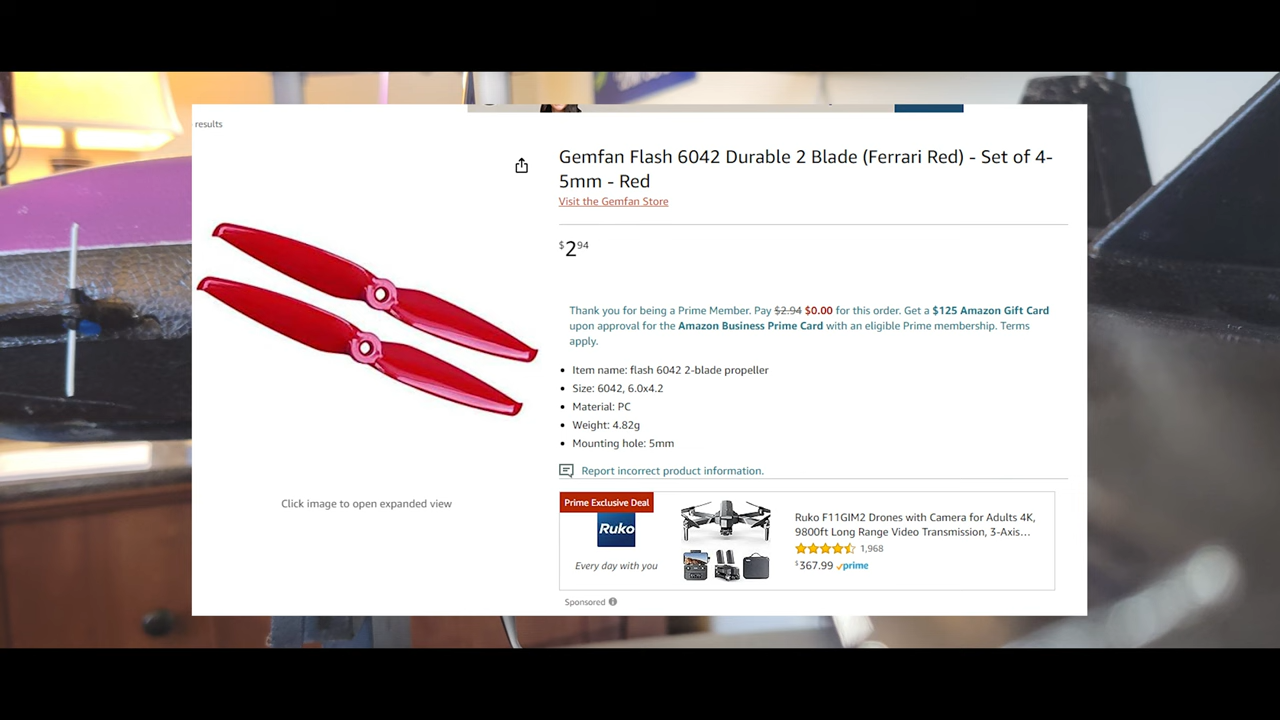 results
Gemfan Flash 6042 Durable 2 Blade (Ferrari Red) - Set of 4-
5mm - Red
Visit the Gemfan Store
$2 94
Thank you for being a Prime Member. Pay $2.94 $0.00 for this order. Get a $125 Amazon Gift Card
upon approval for the Amazon Business Prime Card with an eligible Prime membership. Terms
apply.
• Item name: flash 6042 2-blade propeller
• Size: 6042, 6.0x4.2
• Material: PC
• Weight: 4.82g
• Mounting hole: 5mm
Report incorrect product information.
Click image to open expanded view
Prime Exclusive Deal
Ruko
Every day with you
Ruko F11GIM2 Drones with Camera for Adults 4K,
9800ft Long Range Video Transmission, 3-Axis…
1,968
$367.99 prime
Sponsored